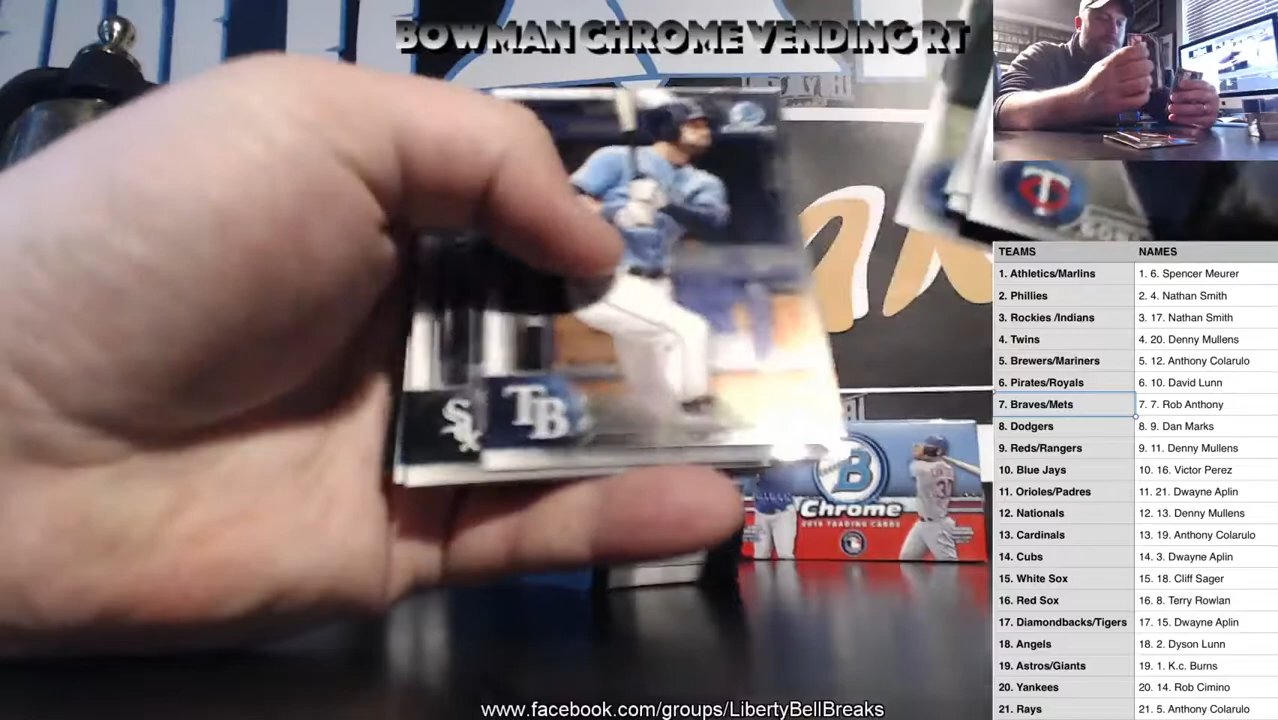 BOWMAN CHROME VENDING RT
T
TB
Sox
B
Chrome
2015 TRADING CARDS
TEAMS NAMES
1. Athletics/Marlins 1. 6. Spencer Meurer
2. Phillies 2. 4. Nathan Smith
3. Rockies /Indians 3. 17. Nathan Smith
4. Twins 4. 20. Denny Mullens
5. Brewers/Mariners 5. 12. Anthony Colarulo
6. Pirates/Royals 6. 10. David Lunn
7. Braves/Mets 7. 7. Rob Anthony
8. Dodgers 8. 9. Dan Marks
9. Reds/Rangers 9. 11. Denny Mullens
10. Blue Jays 10. 16. Victor Perez
11. Orioles/Padres 11. 21. Dwayne Aplin
12. Nationals 12. 13. Denny Mullens
13. Cardinals 13. 19. Anthony Colarulo
14. Cubs 14. 3. Dwayne Aplin
15. White Sox 15. 18. Cliff Sager
16. Red Sox 16. 8. Terry Rowlan
17. Diamondbacks/Tigers 17. 15. Dwayne Aplin
18. Angels 18. 2. Dyson Lunn
19. Astros/Giants 19. 1. K.c. Burns
20. Yankees 20. 14. Rob Cimino
21. Rays 21. 5. Anthony Colarulo
www.facebook.com/groups/LibertyBellBreaks